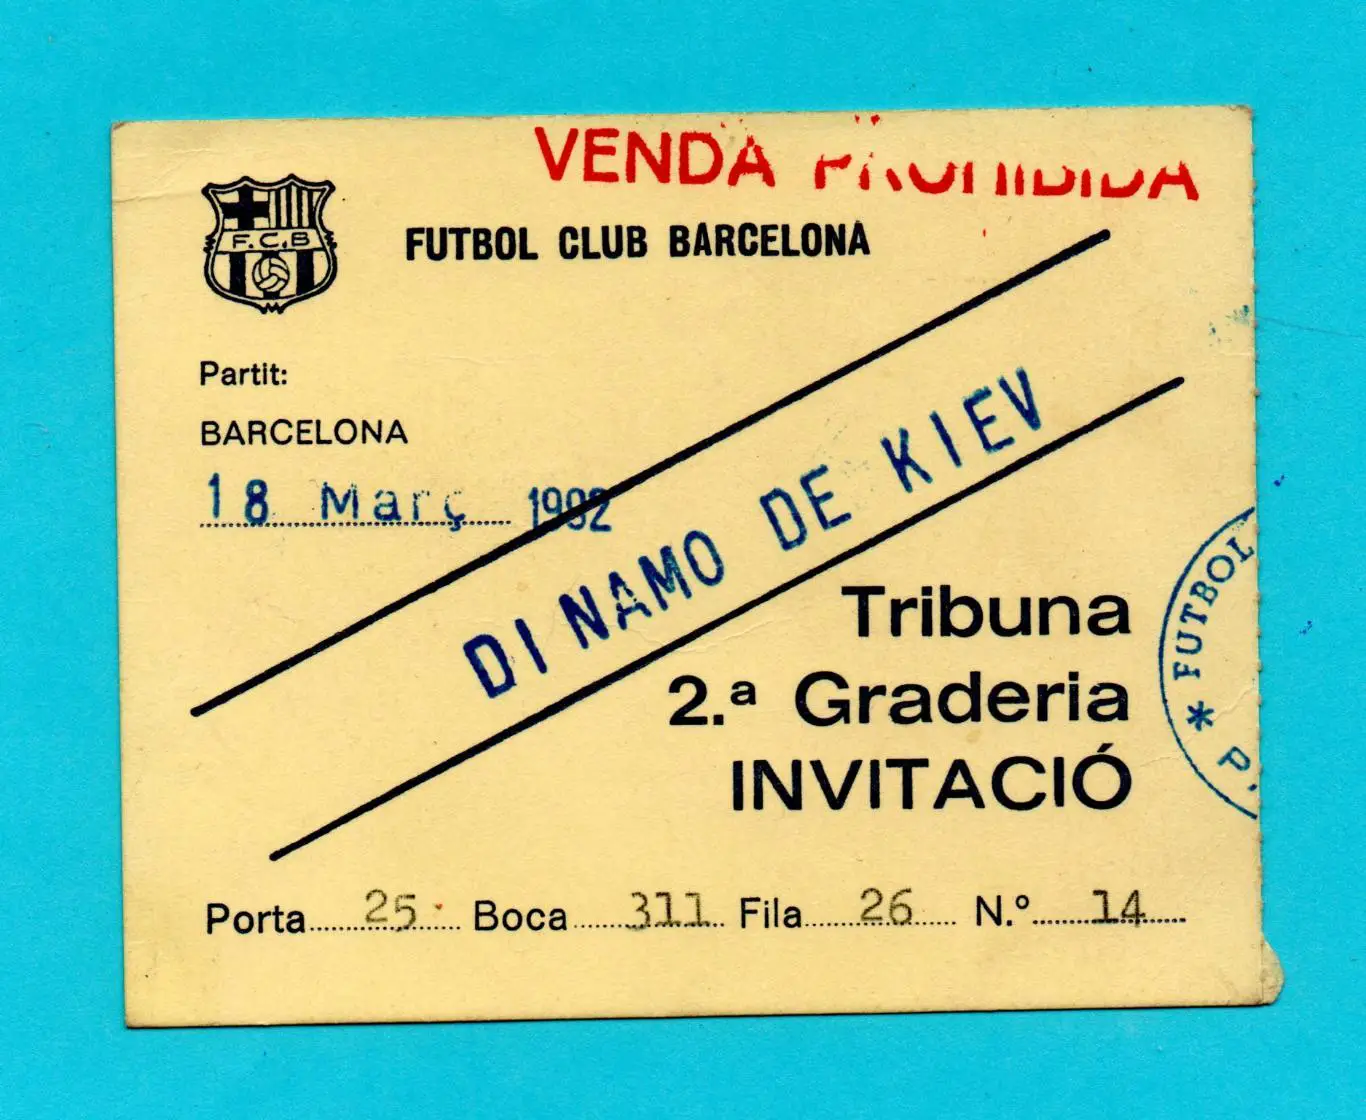 VENDA PROHIBIDA
F.C.B
FUTBOL CLUB BARCELONA
Partit:
BARCELONA
18 Març 1992
DINAMO DE KIEV
Tribuna
2.ª Graderia
INVITACIÓ
* FUTBOL
P.
Porta 25 Boca 311 Fila 26 N.º 14